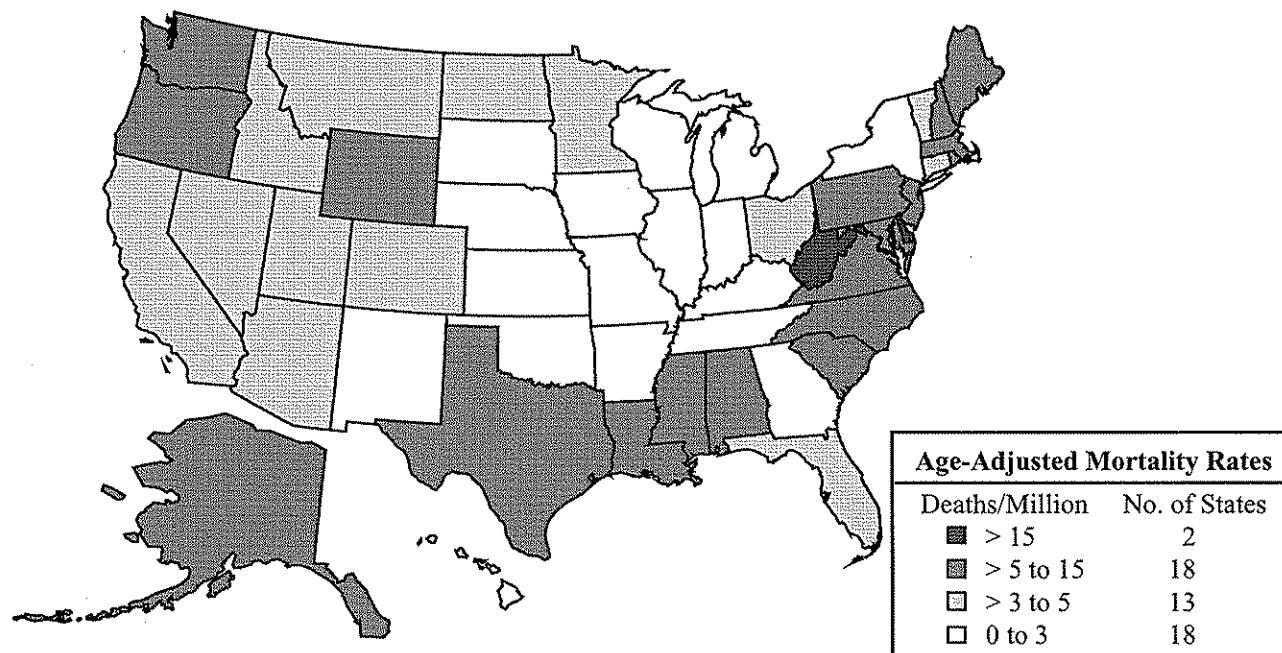 Age-Adjusted Mortality Rates
Deaths/Million No. of States
> 15 2
> 5 to 15 18
> 3 to 5 13
0 to 3 18